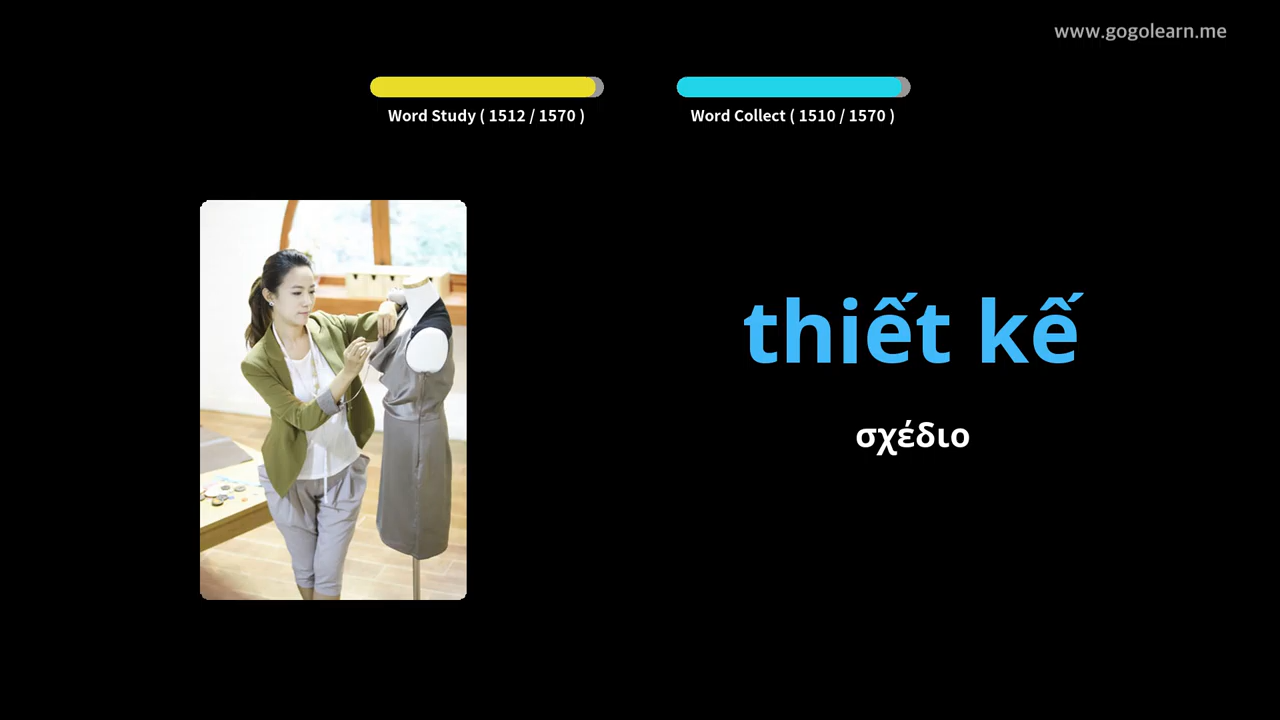 www.gogolearn.me
Word Study ( 1512 / 1570 )
Word Collect ( 1510 / 1570 )
thiết kế
σχέδιο